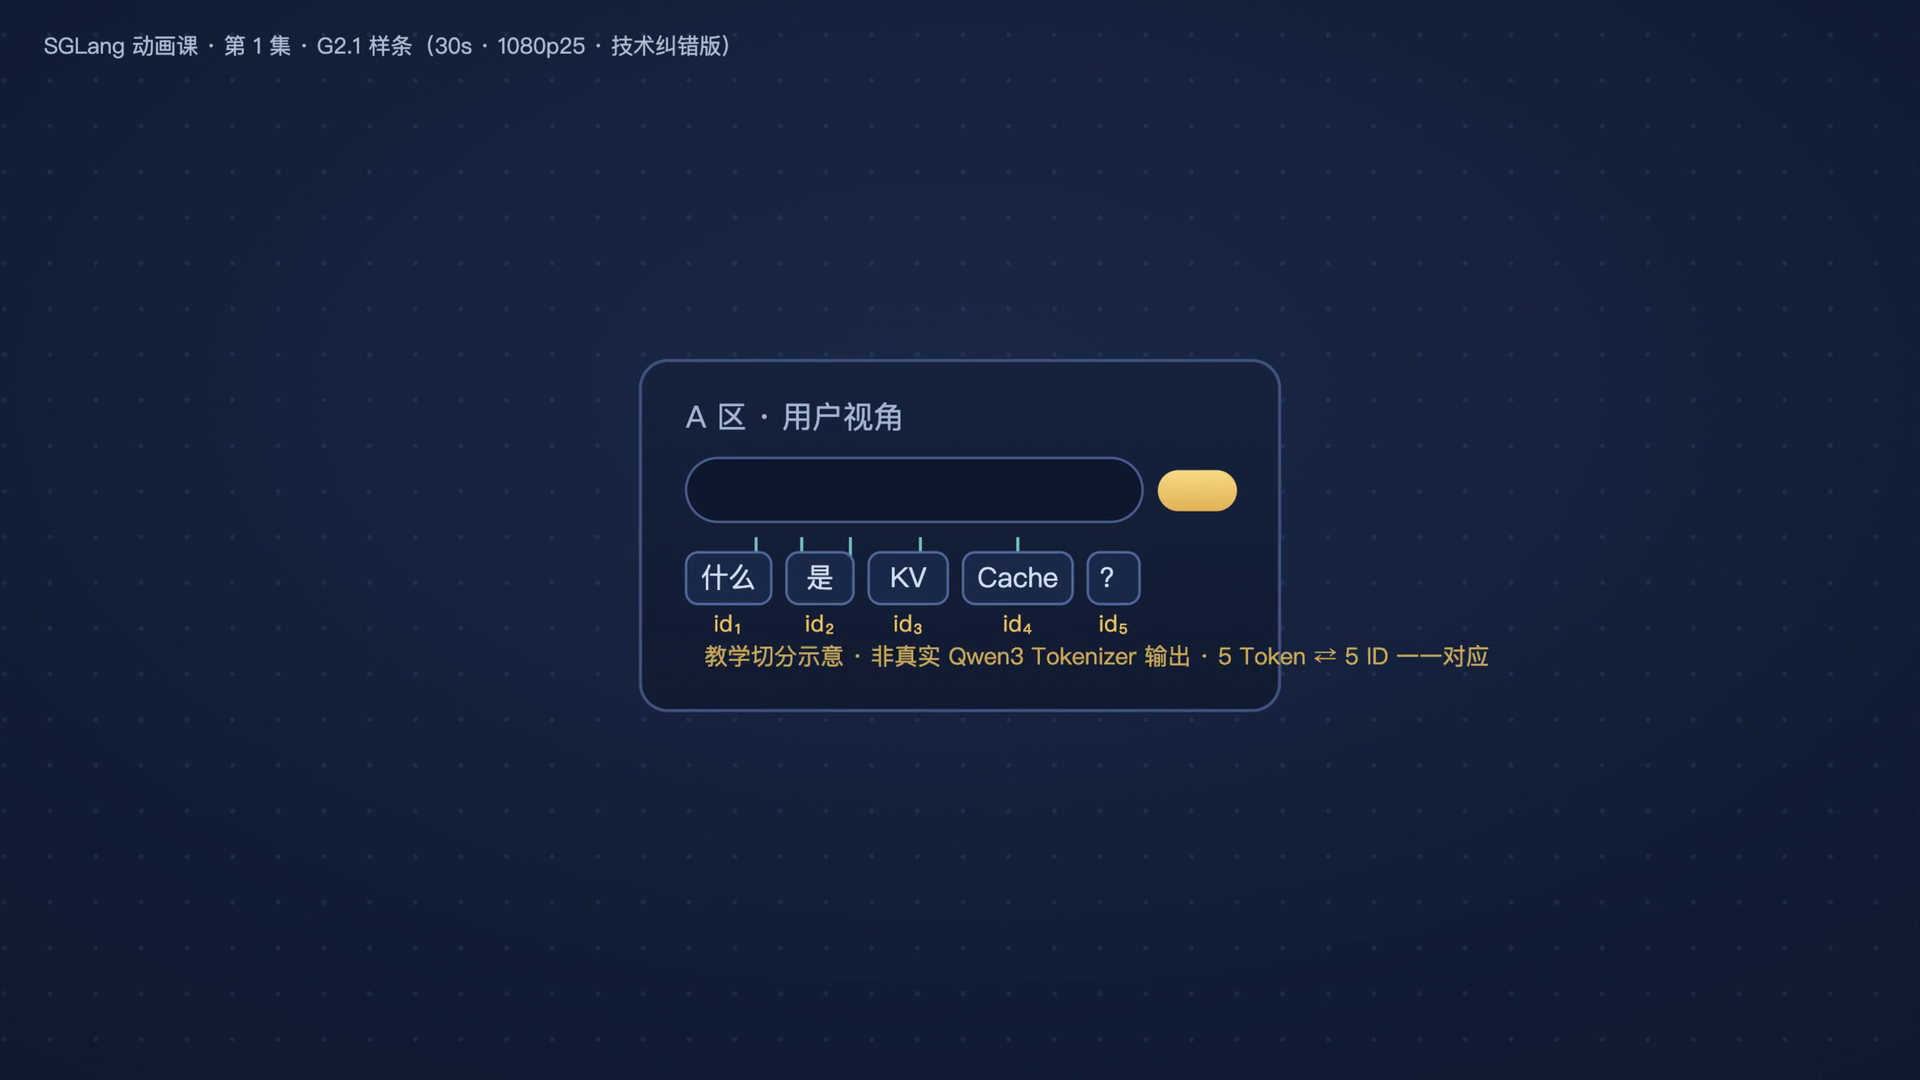 SGLang 动画课 · 第 1 集 · G2.1 样条（30s · 1080p25 · 技术纠错版）
A 区 · 用户视角
什么 是 KV Cache ？
id₁ id₂ id₃ id₄ id₅
教学切分示意 · 非真实 Qwen3 Tokenizer 输出 · 5 Token ⇄ 5 ID 一一对应